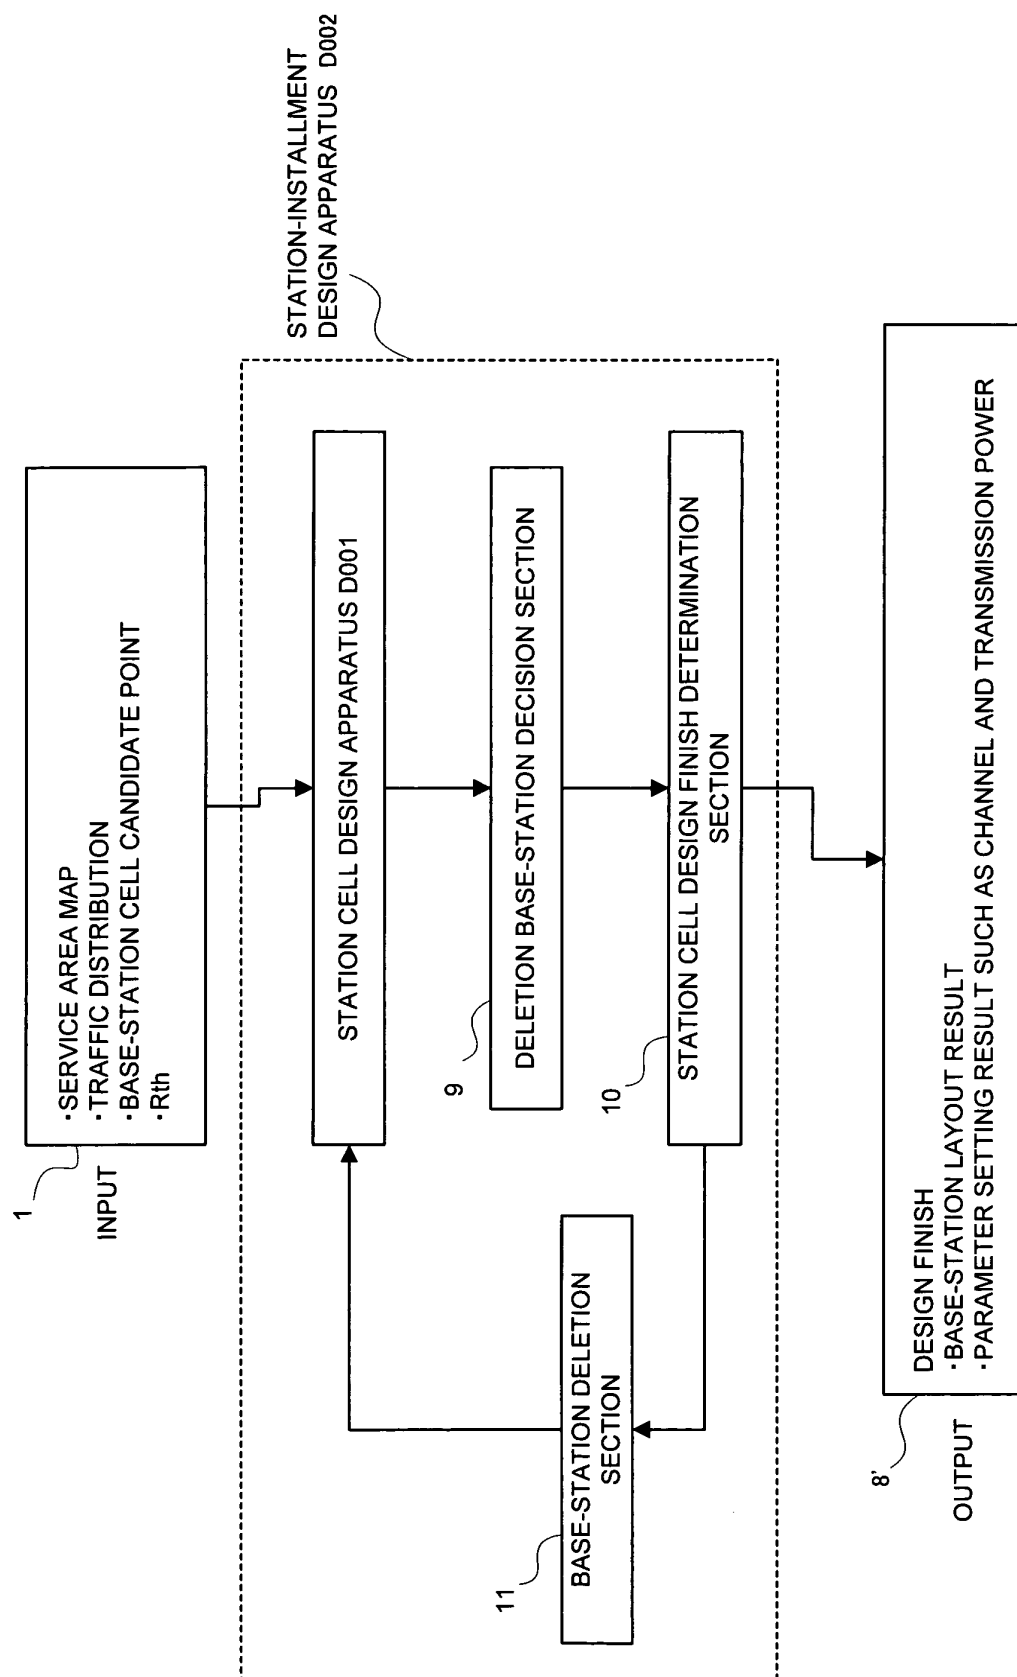 1
INPUT
・SERVICE AREA MAP
・TRAFFIC DISTRIBUTION
・BASE-STATION CELL CANDIDATE POINT
・Rth
STATION-INSTALLMENT
DESIGN APPARATUS D002
STATION CELL DESIGN APPARATUS D001
9
DELETION BASE-STATION DECISION SECTION
10
STATION CELL DESIGN FINISH DETERMINATION
SECTION
11
BASE-STATION DELETION
SECTION
8'
OUTPUT
DESIGN FINISH
・BASE-STATION LAYOUT RESULT
・PARAMETER SETTING RESULT SUCH AS CHANNEL AND TRANSMISSION POWER